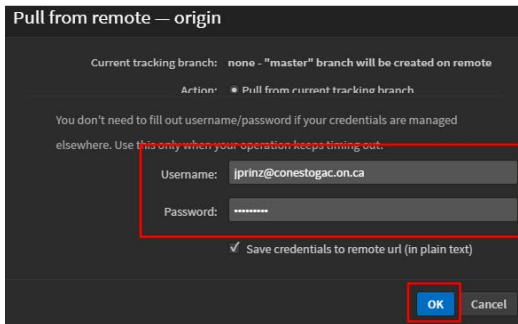 Pull from remote — origin
Current tracking branch: none - "master" branch will be created on remote
Action: Pull from current tracking branch
You don't need to fill out username/password if your credentials are managed
elsewhere. Use this only when your operation keeps timing out.
Username: jprinz@conestogac.on.ca
Password: •••••••••
Save credentials to remote url (in plain text)
OK Cancel